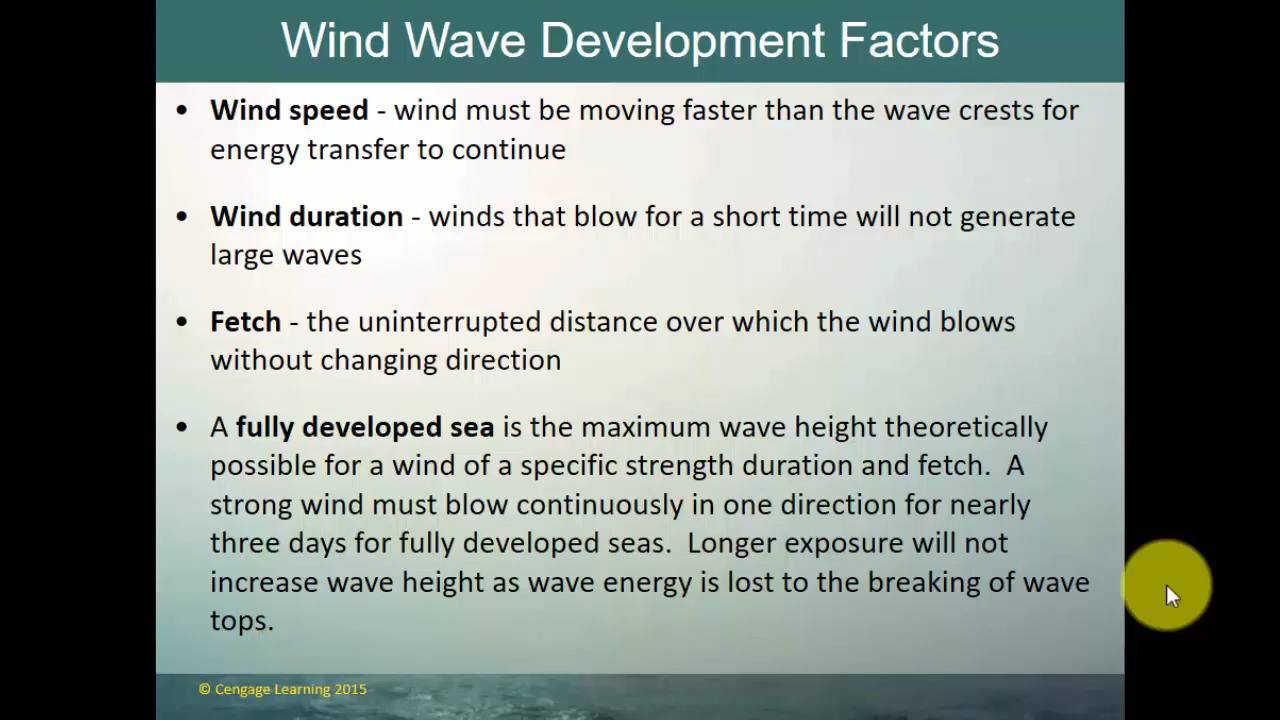 Wind Wave Development Factors
• Wind speed - wind must be moving faster than the wave crests for
energy transfer to continue
• Wind duration - winds that blow for a short time will not generate
large waves
• Fetch - the uninterrupted distance over which the wind blows
without changing direction
• A fully developed sea is the maximum wave height theoretically
possible for a wind of a specific strength duration and fetch.  A
strong wind must blow continuously in one direction for nearly
three days for fully developed seas.  Longer exposure will not
increase wave height as wave energy is lost to the breaking of wave
tops.
© Cengage Learning 2015